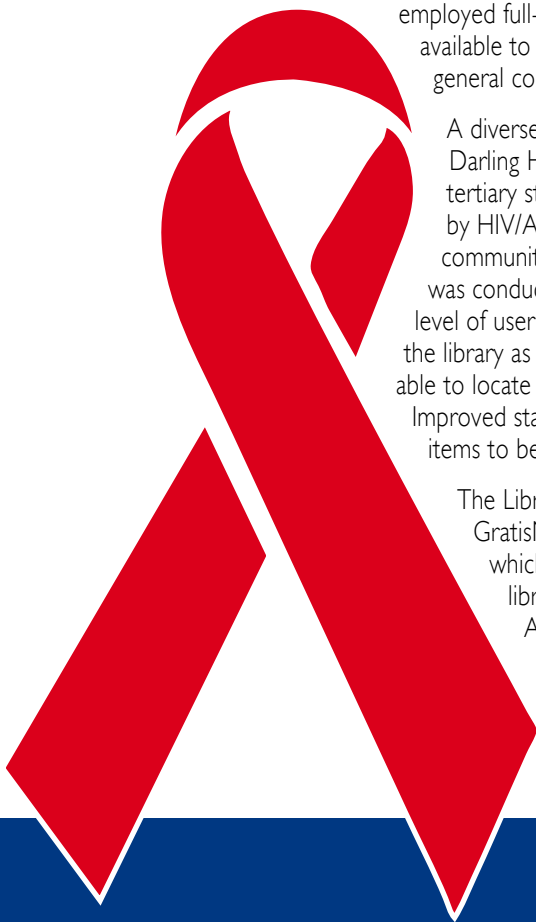 employed full-
available to
general co
A diverse
Darling H
tertiary st
by HIV/A
communit
was conduc
level of user
the library as
able to locate
Improved sta
items to be
The Libr
Gratis
which
libr
A